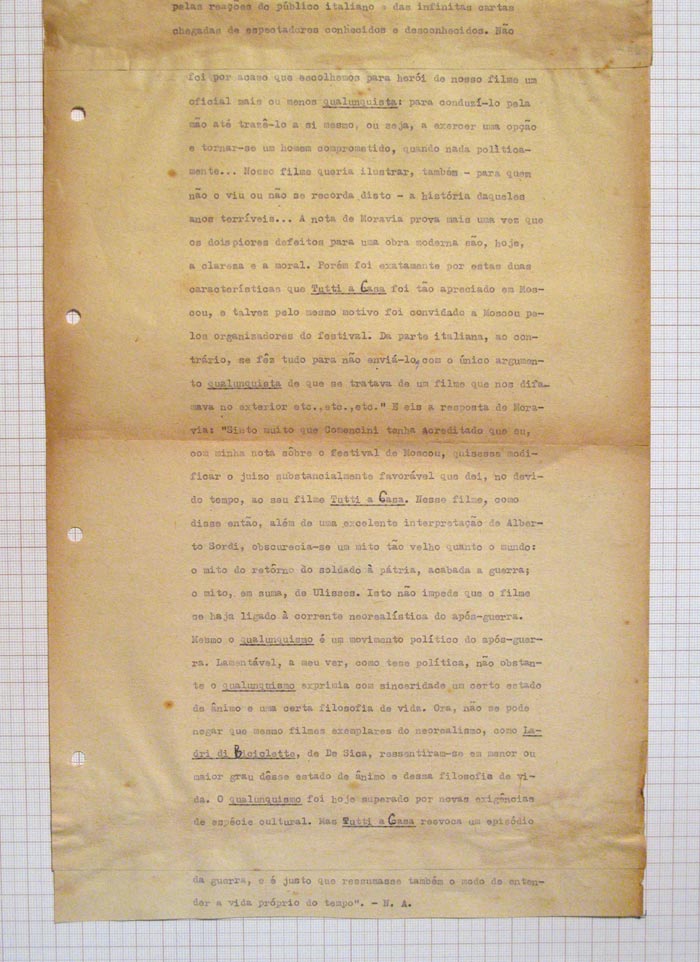 pelas reações do público italiano e das infinitas cartas
chegadas de espectadores conhecidos e desconhecidos. Não
foi por acaso que escolhemos para herói de nosso filme um
oficial mais ou menos qualunquista: para conduzí-lo pela
mão até trazê-lo a si mesmo, ou seja, a exercer uma opção
e tornar-se um homem comprometido, quando nada política-
mente... Nosso filme queria ilustrar, também - para quem
não o viu ou não se recorda disto - a história daqueles
anos terríveis... A nota de Moravia prova mais uma vez que
os doispiores defeitos para uma obra moderna são, hoje,
a clareza e a moral. Porém foi exatamente por estas duas
características que Tutti a Casa foi tão apreciado em Mos-
cou, e talvez pelo mesmo motivo foi convidado a Moscou pe-
los organizadores do festival. Da parte italiana, ao con-
trário, se fêz tudo para não enviá-lo, com o único argumen-
to qualunquista de que se tratava de um filme que nos difa-
mava no exterior etc.,etc.,etc." E eis a resposta de Mora-
via: "Sinto muito que Comencini tenha acreditado que eu,
com minha nota sôbre o festival de Moscou, quisesse modi-
ficar o juizo substancialmente favorável que dei, no devi-
do tempo, ao seu filme Tutti a Casa. Nesse filme, como
disse então, além de uma excelente interpretação de Alber-
to Sordi, obscurecia-se um mito tão velho quanto o mundo:
o mito do retôrno do soldado à pátria, acabada a guerra;
o mito, em suma, de Ulisses. Isto não impede que o filme
se haja ligado à corrente neorealística do após-guerra.
Mesmo o qualunquismo é um movimento político do após-guer-
ra. Lamentável, a meu ver, como tese política, não obstan-
te o qualunquismo exprimia com sinceridade um certo estado
de ânimo e uma certa filosofia de vida. Ora, não se pode
negar que mesmo filmes exemplares do neorealismo, como La-
dri di Biciclette, de De Sica, ressentiram-se em menor ou
maior grau dêsse estado de ânimo e dessa filosofia de vi-
da. O qualunquismo foi hoje superado por novas exigências
de espécie cultural. Mas Tutti a Casa reevoca um episódio
da guerra, e é justo que ressumasse também o modo de enten-
der a vida próprio do tempo". - N. A.